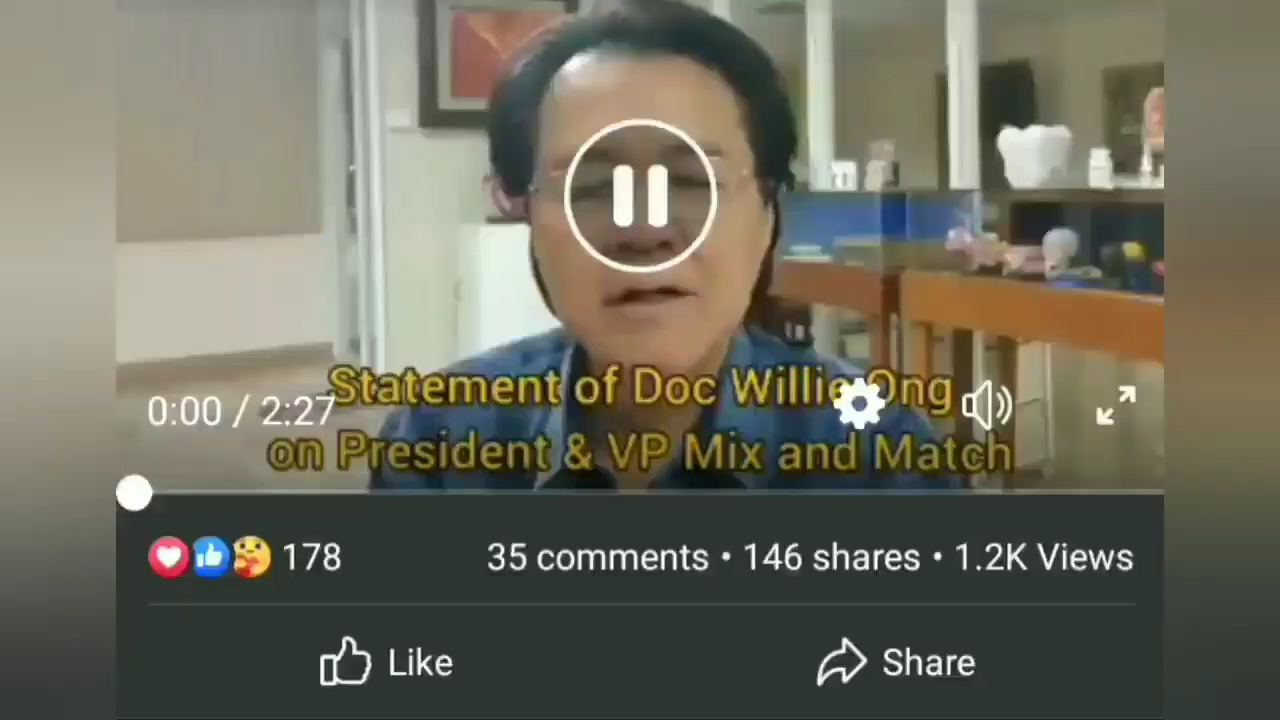 Statement of Doc Willie Ong
on President & VP Mix and Match
0:00 / 2:27
178
35 comments • 146 shares • 1.2K Views
Like
Share